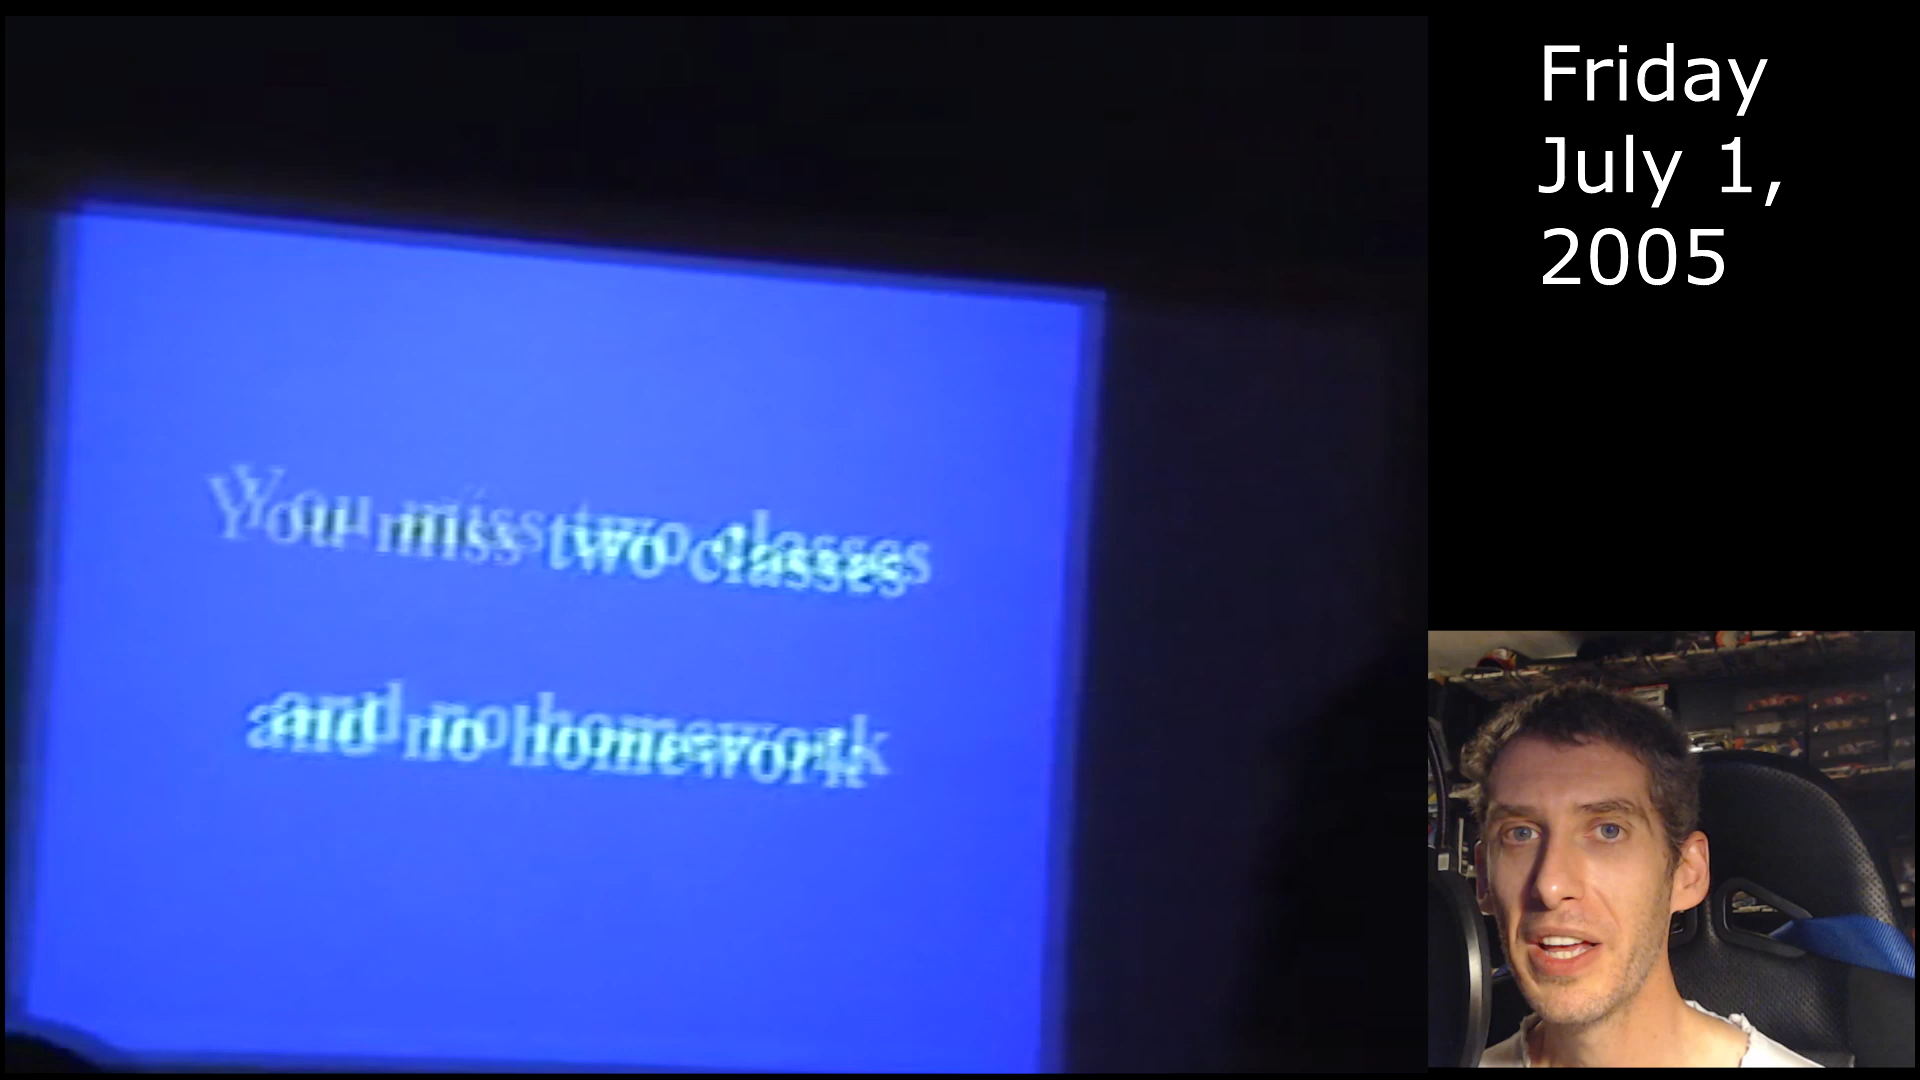 You miss two classes
and no homework
Friday
July 1,
2005